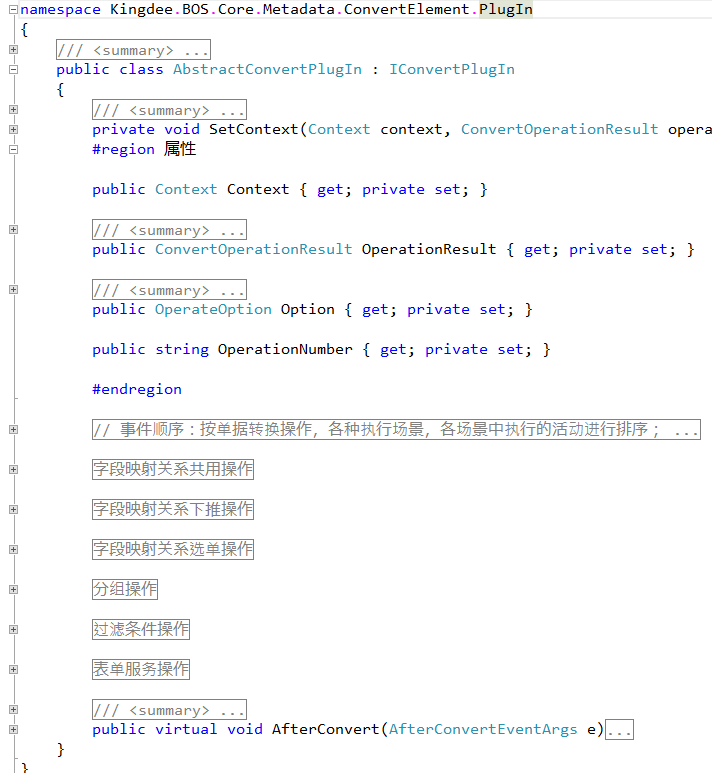 namespace Kingdee.BOS.Core.Metadata.ConvertElement.PlugIn
{
/// <summary> ...
public class AbstractConvertPlugIn : IConvertPlugIn
{
/// <summary> ...
private void SetContext(Context context, ConvertOperationResult opera
#region 属性
public Context Context { get; private set; }
/// <summary> ...
public ConvertOperationResult OperationResult { get; private set; }
/// <summary> ...
public OperateOption Option { get; private set; }
public string OperationNumber { get; private set; }
#endregion
// 事件顺序：按单据转换操作，各种执行场景，各场景中执行的活动进行排序； ...
字段映射关系共用操作
字段映射关系下推操作
字段映射关系选单操作
分组操作
过滤条件操作
表单服务操作
/// <summary> ...
public virtual void AfterConvert(AfterConvertEventArgs e)...
}
}